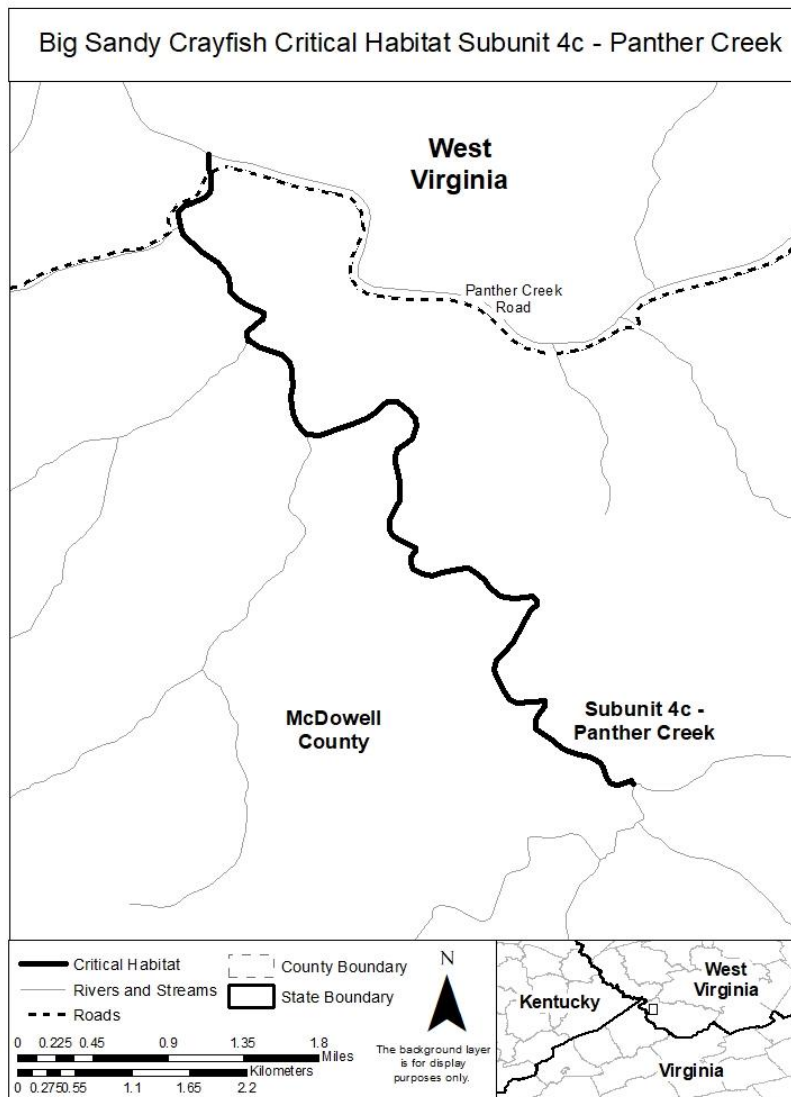 Big Sandy Crayfish Critical Habitat Subunit 4c - Panther Creek
West
Virginia
Panther Creek
Road
McDowell
County
Subunit 4c -
Panther Creek
Critical Habitat
Rivers and Streams
Roads
County Boundary
State Boundary
0 0.225 0.45 0.9 1.35 1.8
Miles
Kilometers
0 0.275 0.55 1.1 1.65 2.2
N
The background layer
is for display
purposes only.
Kentucky
West
Virginia
Virginia